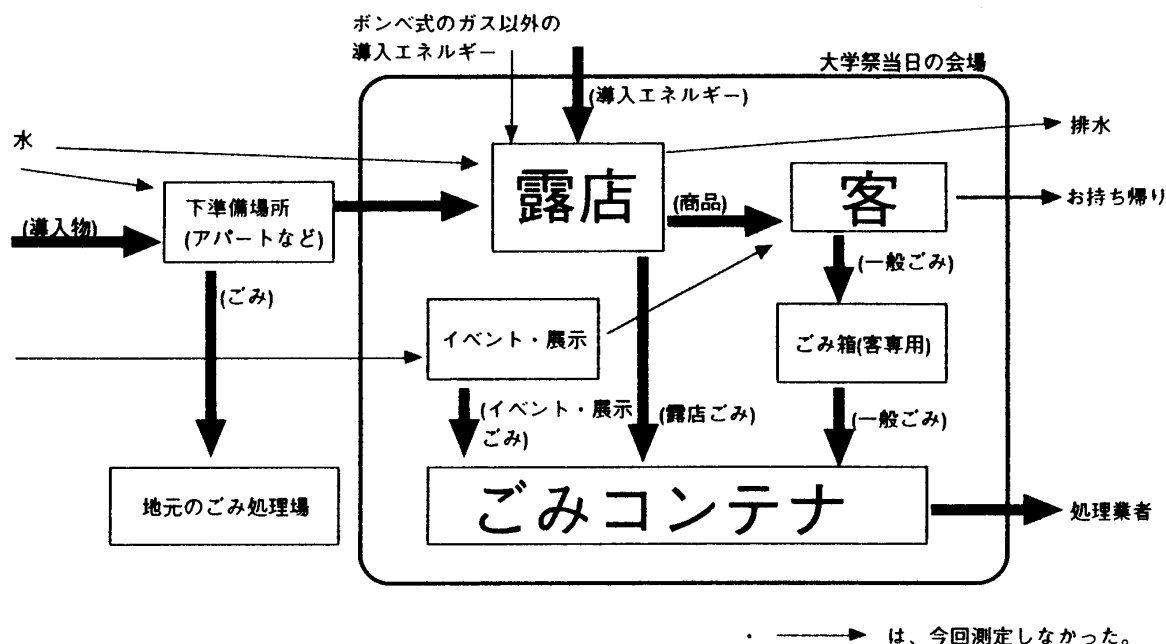 ボンベ式のガス以外の
導入エネルギー
大学祭当日の会場
(導入エネルギー)
水
排水
下準備場所
(アパートなど)
露店
(商品)
客
お持ち帰り
(導入物)
(ごみ)
(一般ごみ)
イベント・展示
ごみ箱(客専用)
(イベント・展示
ごみ)
(露店ごみ)
(一般ごみ)
地元のごみ処理場
ごみコンテナ
処理業者
・ は、今回測定しなかった。